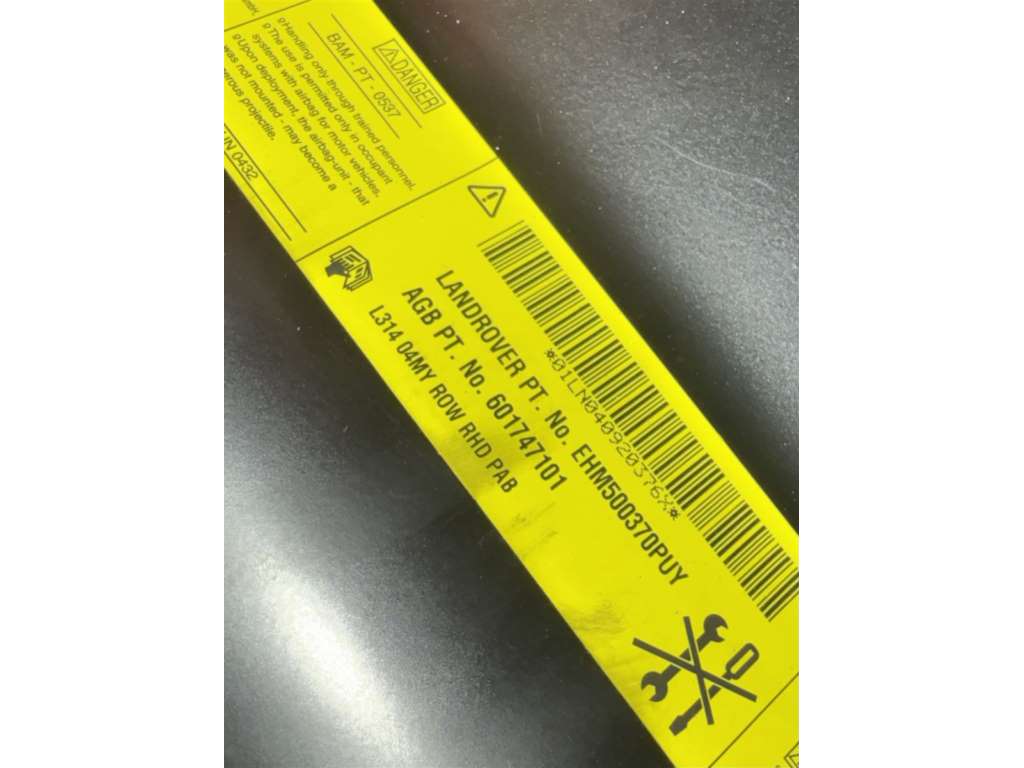 DANGER
BAM - PT - 0537
Handling only through trained personnel.
The use is permitted only in occupant
systems with airbag for motor vehicles.
Upon deployment, the airbag-unit - that
was not mounted - may become a
projectile.
0432
*01LN040920376X*
LANDROVER PT. No. EHM500370PUY
AGB PT. No. 601747101
L314 04MY ROW RHD PAB